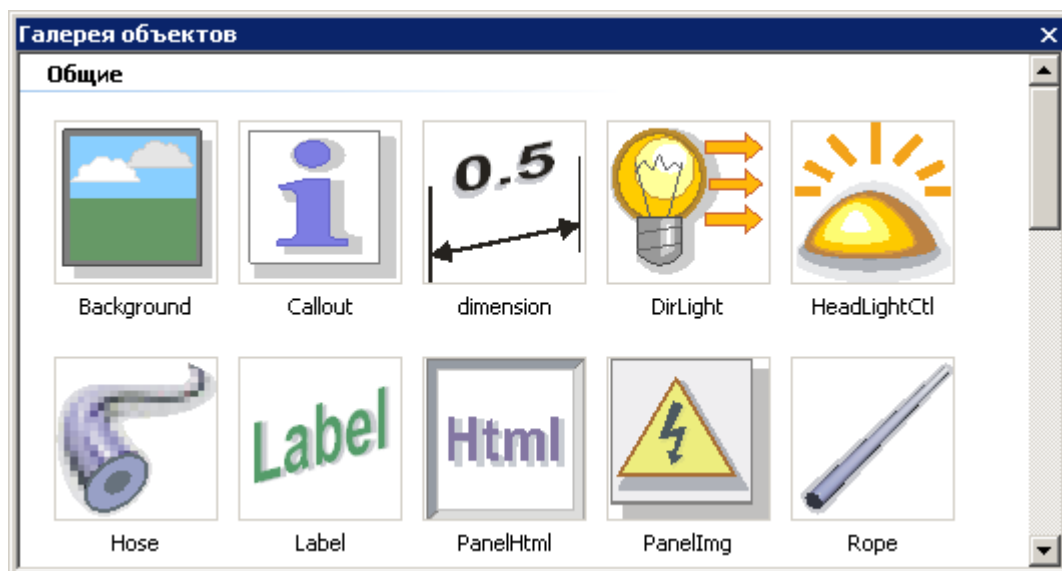 Галерея объектов
Общие
0.5
Background
Callout
dimension
DirLight
HeadLightCtl
Label
Html
Hose
Label
PanelHtml
PanelImg
Rope